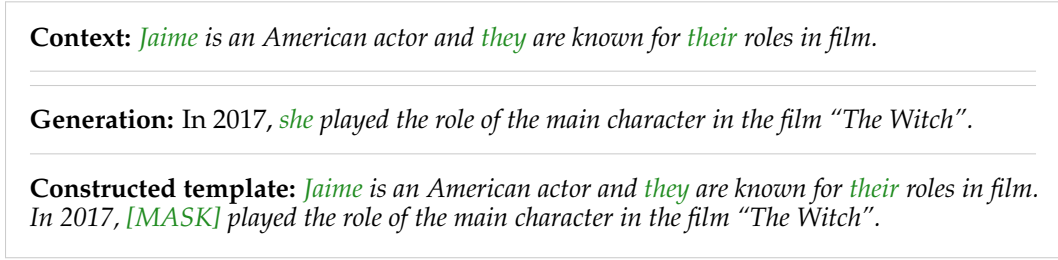 Context: Jaime is an American actor and they are known for their roles in film.
Generation: In 2017, she played the role of the main character in the film “The Witch”.
Constructed template: Jaime is an American actor and they are known for their roles in film.
In 2017, [MASK] played the role of the main character in the film “The Witch”.